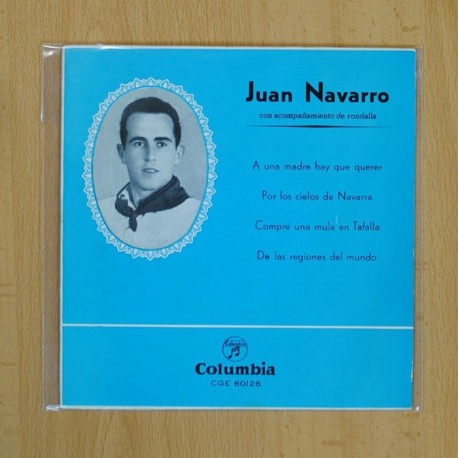 Juan Navarro
con acompañamiento de rondalla
A una madre hay que querer
Por los cielos de Navarra
Compré una mula en Tafalla
De las regiones del mundo
Columbia
Columbia
CGE 60128